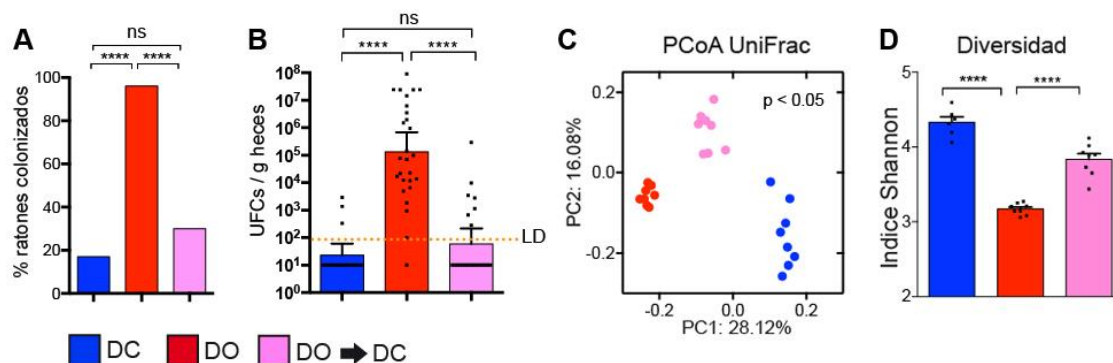 A
ns
**** ****
% ratones colonizados
100
80
60
40
20
0
B
ns
**** ****
UFCs / g heces
10⁸
10⁷
10⁶
10⁵
10⁴
10³
10²
10¹
10⁰
LD
C
PCoA UniFrac
p < 0.05
PC2: 16.08%
0.2
0.0
-0.2
-0.2 0.0 0.2
PC1: 28.12%
D
Diversidad
**** ****
Indice Shannon
5
4
3
2
DC DO DO ➡ DC